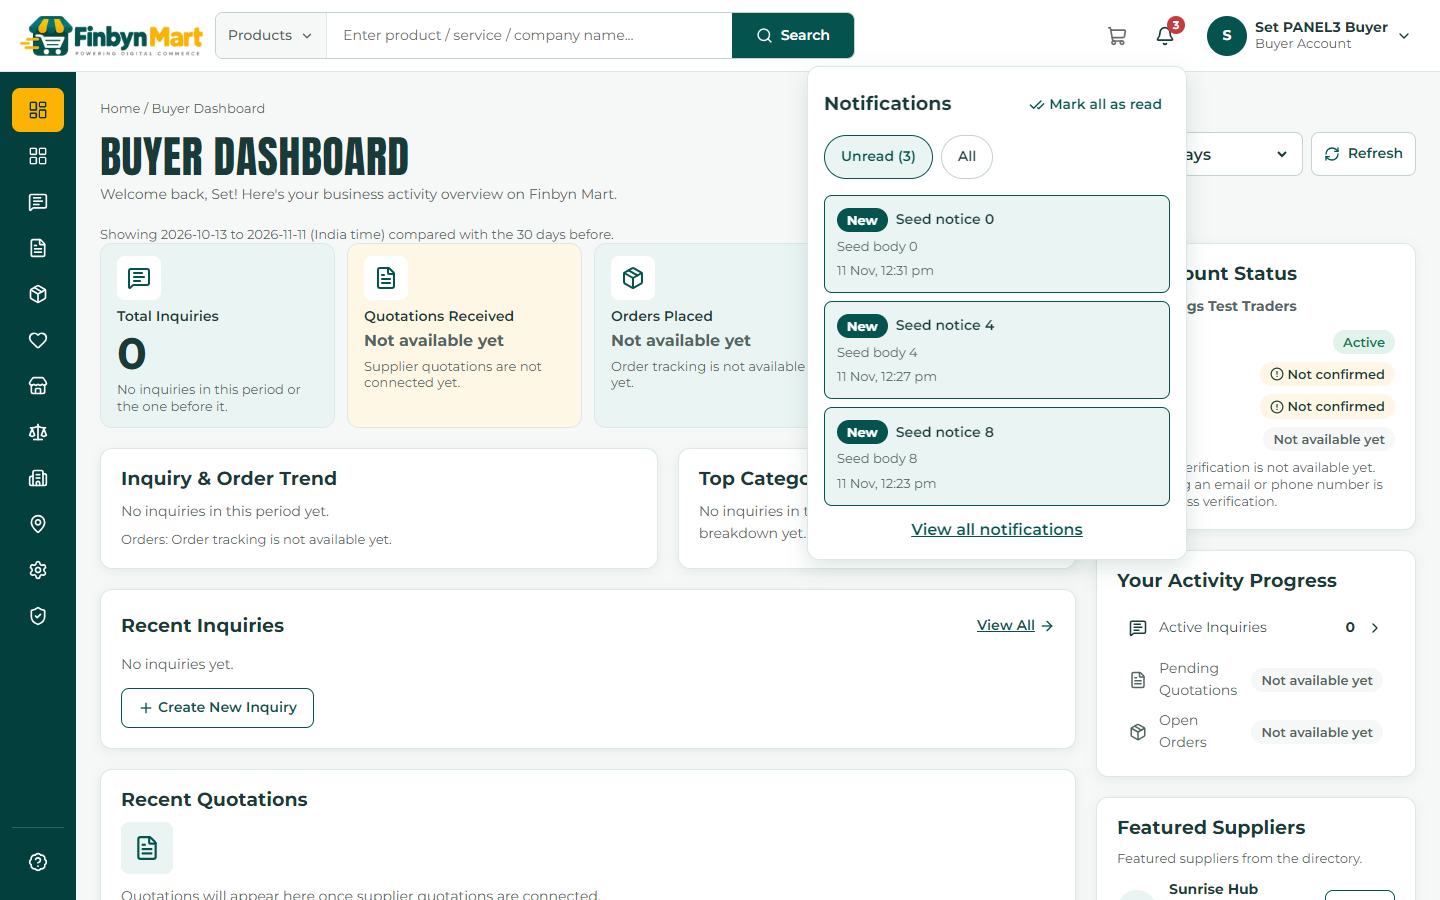 FinbynMart
POWERING DIGITAL COMMERCE
Products
Enter product / service / company name...
Search
3
S
Set PANEL3 Buyer
Buyer Account
Home / Buyer Dashboard
BUYER DASHBOARD
Welcome back, Set! Here's your business activity overview on Finbyn Mart.
ays
Refresh
Showing 2026-10-13 to 2026-11-11 (India time) compared with the 30 days before.
Total Inquiries
0
No inquiries in this period or
the one before it.
Quotations Received
Not available yet
Supplier quotations are not
connected yet.
Orders Placed
Not available yet
Order tracking is not available
yet.
Notifications
Mark all as read
Unread (3)
All
New Seed notice 0
Seed body 0
11 Nov, 12:31 pm
New Seed notice 4
Seed body 4
11 Nov, 12:27 pm
New Seed notice 8
Seed body 8
11 Nov, 12:23 pm
View all notifications
ount Status
gs Test Traders
Active
Not confirmed
Not confirmed
Not available yet
erification is not available yet.
g an email or phone number is
ss verification.
Inquiry & Order Trend
No inquiries in this period yet.
Orders: Order tracking is not available yet.
Top Catego
No inquiries in t
breakdown yet.
Recent Inquiries
View All
No inquiries yet.
Create New Inquiry
Your Activity Progress
Active Inquiries
0
Pending
Quotations
Not available yet
Open
Orders
Not available yet
Recent Quotations
Quotations will appear here once supplier quotations are connected.
Featured Suppliers
Featured suppliers from the directory.
Sunrise Hub